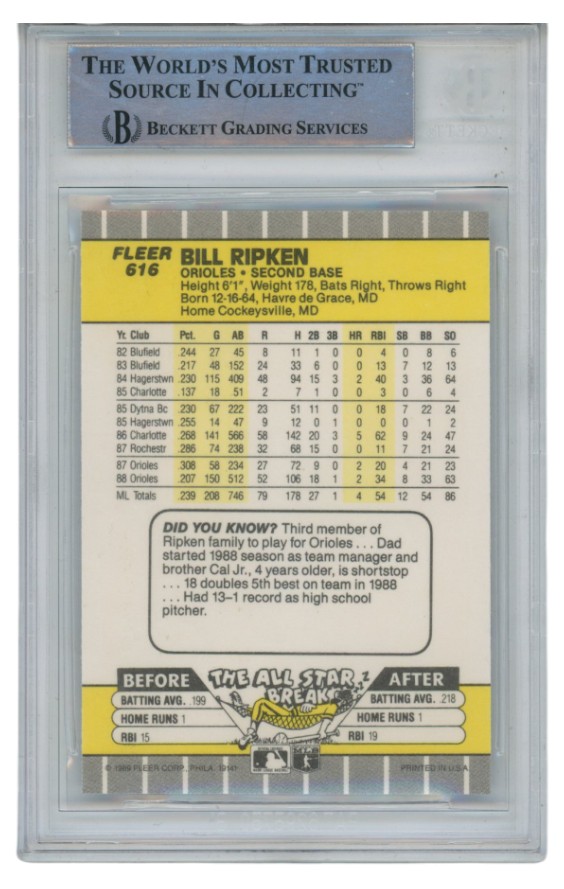 THE WORLD'S MOST TRUSTED
SOURCE IN COLLECTING™
B BECKETT GRADING SERVICES
FLEER
616
BILL RIPKEN
ORIOLES • SECOND BASE
Height 6'1", Weight 178, Bats Right, Throws Right
Born 12-16-64, Havre de Grace, MD
Home Cockeysville, MD
Yr. Club Pct. G AB R H 2B 3B HR RBI SB BB SO
82 Blufield .244 27 45 8 11 1 0 0 4 0 8 6
83 Blufield .217 48 152 24 33 6 0 0 13 7 12 13
84 Hagerstwn .230 115 409 48 94 15 3 2 40 3 36 64
85 Charlotte .137 18 51 2 7 1 0 0 3 0 6 4
85 Dytna Bc .230 67 222 23 51 11 0 0 18 7 22 24
85 Hagerstwn .255 14 47 9 12 0 1 0 0 0 1 2
86 Charlotte .268 141 566 58 142 20 3 5 62 9 24 47
87 Rochestr .286 74 238 32 68 15 0 0 11 7 21 24
87 Orioles .308 58 234 27 72 9 0 2 20 4 21 23
88 Orioles .207 150 512 52 106 18 1 2 34 8 33 63
ML Totals .239 208 746 79 178 27 1 4 54 12 54 86
DID YOU KNOW? Third member of
Ripken family to play for Orioles . . . Dad
started 1988 season as team manager and
brother Cal Jr., 4 years older, is shortstop
. . . 18 doubles 5th best on team in 1988
. . . Had 13–1 record as high school
pitcher.
BEFORE THE ALL STAR BREAK AFTER
BATTING AVG. .199
HOME RUNS 1
RBI 15
BATTING AVG. .218
HOME RUNS 1
RBI 19
© 1989 FLEER CORP., PHILA. 19141
PRINTED IN U.S.A.